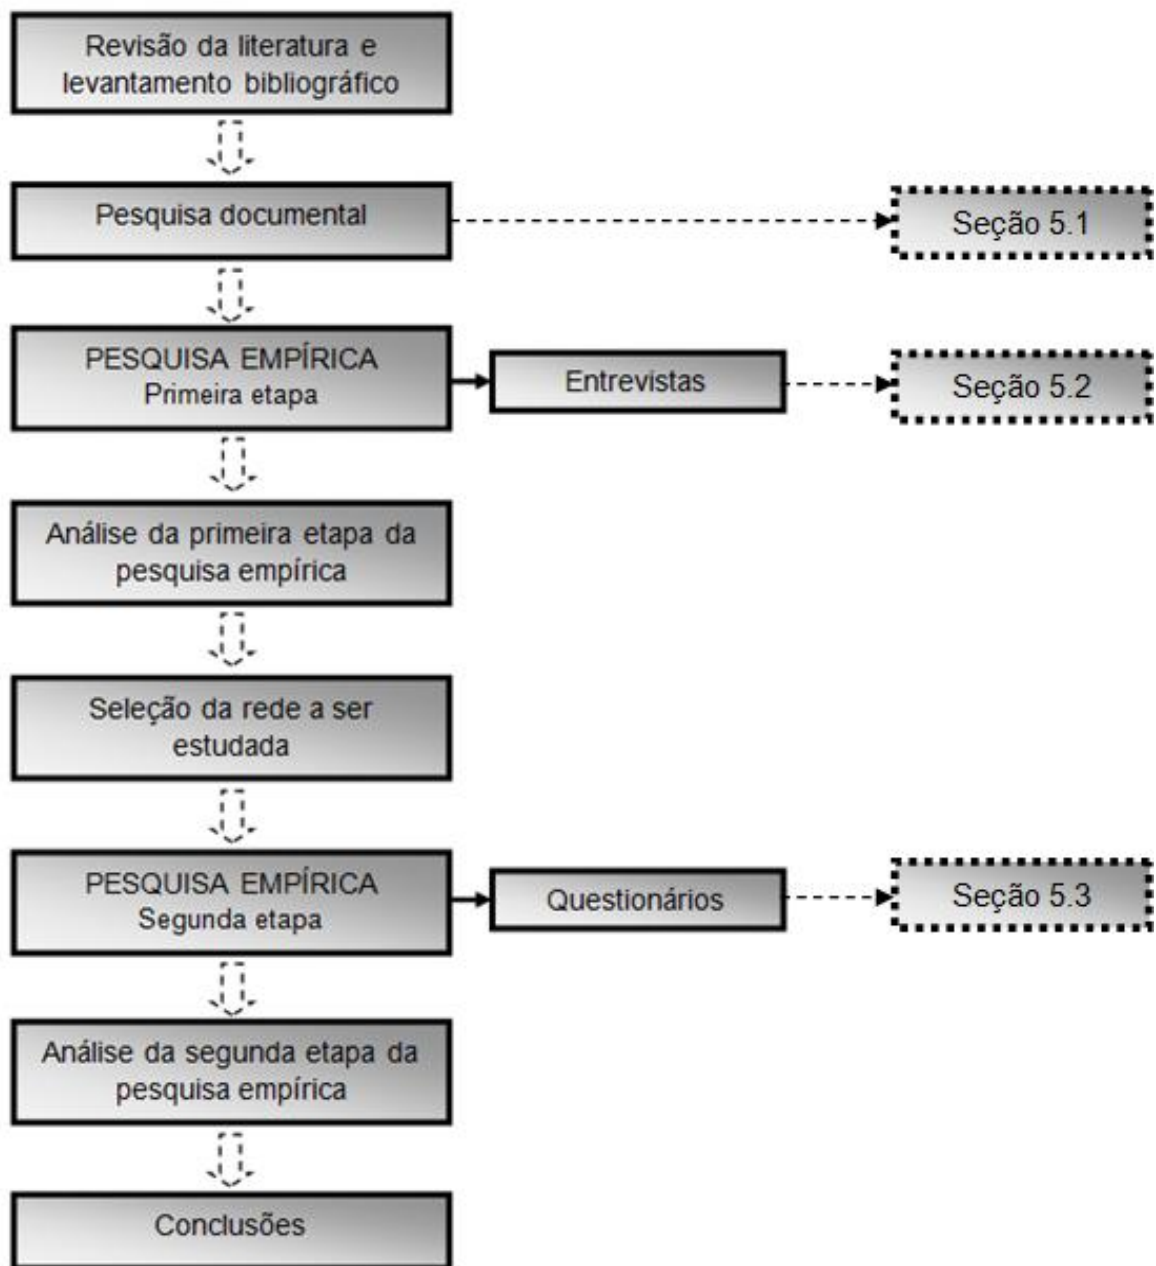 Revisão da literatura e
levantamento bibliográfico
Pesquisa documental
Seção 5.1
PESQUISA EMPÍRICA
Primeira etapa
Entrevistas
Seção 5.2
Análise da primeira etapa da
pesquisa empírica
Seleção da rede a ser
estudada
PESQUISA EMPÍRICA
Segunda etapa
Questionários
Seção 5.3
Análise da segunda etapa da
pesquisa empírica
Conclusões